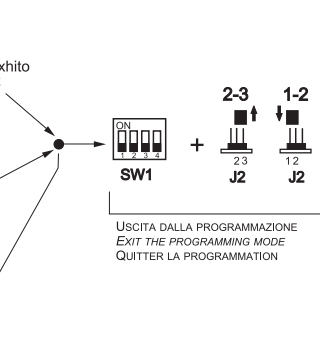 xhito
2-3 1-2
ON
1 2 3 4
+
2 3 1 2
SW1 J2 J2
USCITA DALLA PROGRAMMAZIONE
EXIT THE PROGRAMMING MODE
QUITTER LA PROGRAMMATION